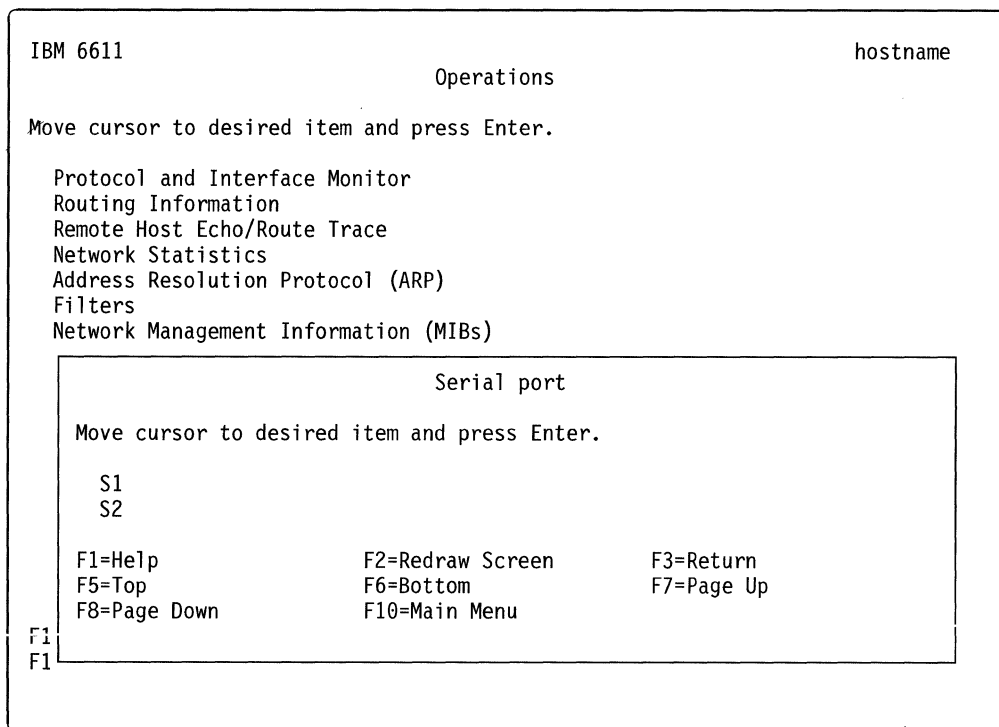 IBM 6611 hostname
Operations
Move cursor to desired item and press Enter.
Protocol and Interface Monitor
Routing Information
Remote Host Echo/Route Trace
Network Statistics
Address Resolution Protocol (ARP)
Filters
Network Management Information (MIBs)
Serial port
Move cursor to desired item and press Enter.
S1
S2
F1=Help F2=Redraw Screen F3=Return
F5=Top F6=Bottom F7=Page Up
F8=Page Down F10=Main Menu
F1
F1